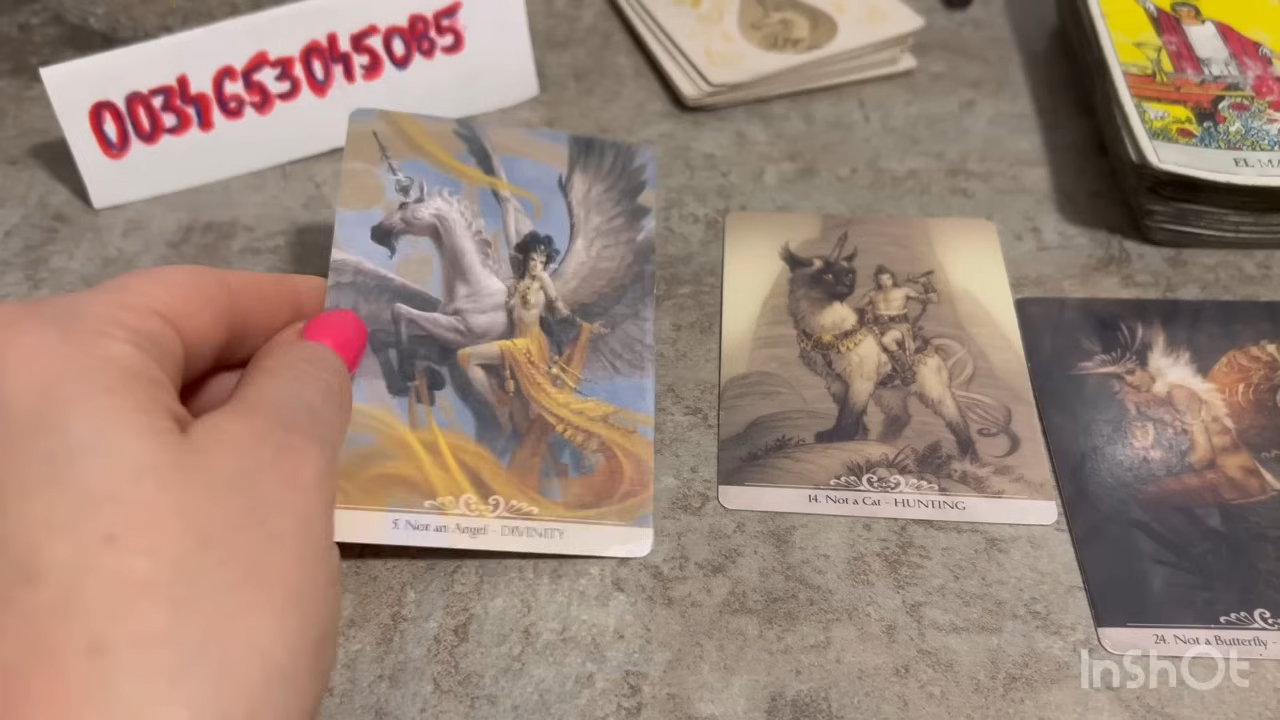 0034653045085
EL MA
5. Not an Angel - DIVINITY
14. Not a Cat - HUNTING
24. Not a Butterfly -
InShOt